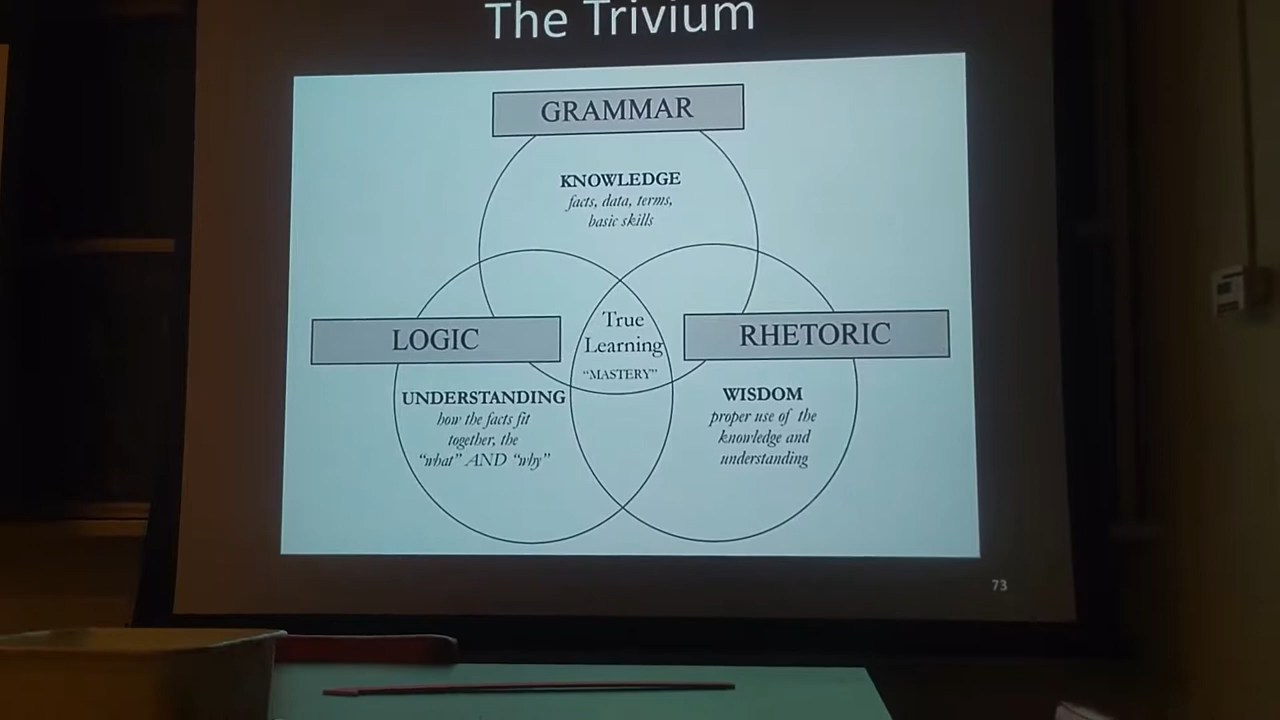 The Trivium
GRAMMAR
KNOWLEDGE
facts, data, terms,
basic skills
LOGIC
True
Learning
"MASTERY"
RHETORIC
UNDERSTANDING
how the facts fit
together, the
"what" AND "why"
WISDOM
proper use of the
knowledge and
understanding
73